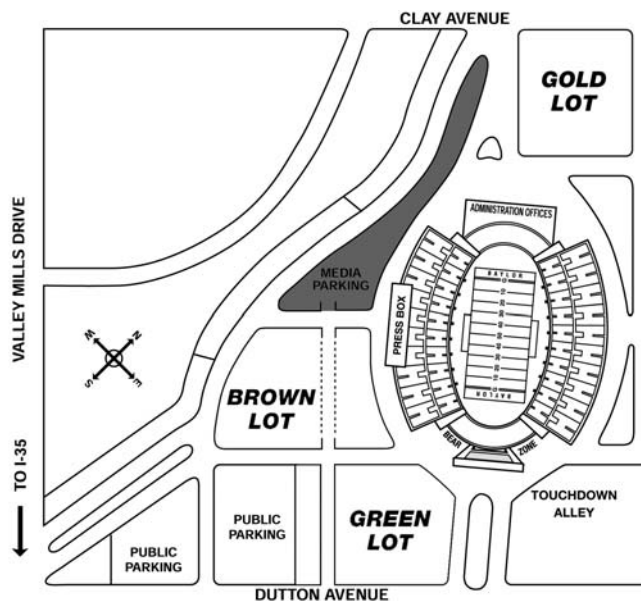 CLAY AVENUE
GOLD
LOT
VALLEY MILLS DRIVE
ADMINISTRATION OFFICES
MEDIA
PARKING
BAYLOR
PRESS BOX
N
W
E
S
BROWN
LOT
BAYLOR
BEAR
ZONE
TO I-35
TOUCHDOWN
ALLEY
PUBLIC
PARKING
GREEN
LOT
PUBLIC
PARKING
DUTTON AVENUE